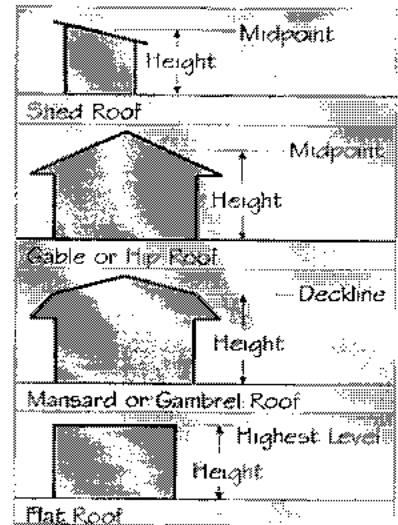 Midpoint
Height
Shed Roof
Midpoint
Height
Gable or Hip Roof
Deckline
Height
Mansard or Gambrel Roof
Highest Level
Height
Flat Roof